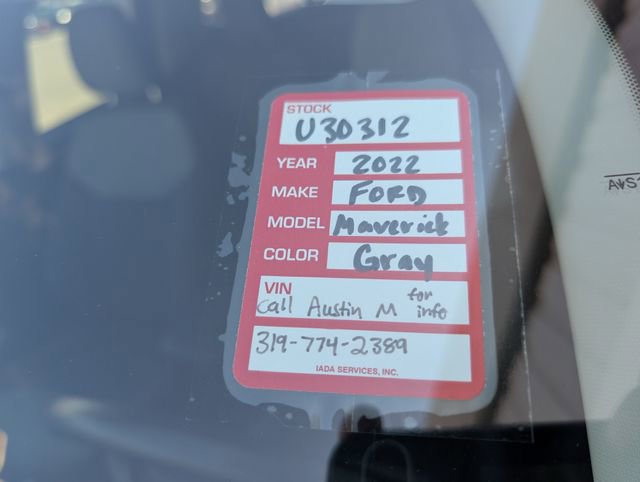 STOCK
U30312
YEAR 2022
MAKE FORD
MODEL Maverick
COLOR Gray
VIN
Call Austin M for info
319-774-2389
IADA SERVICES, INC.